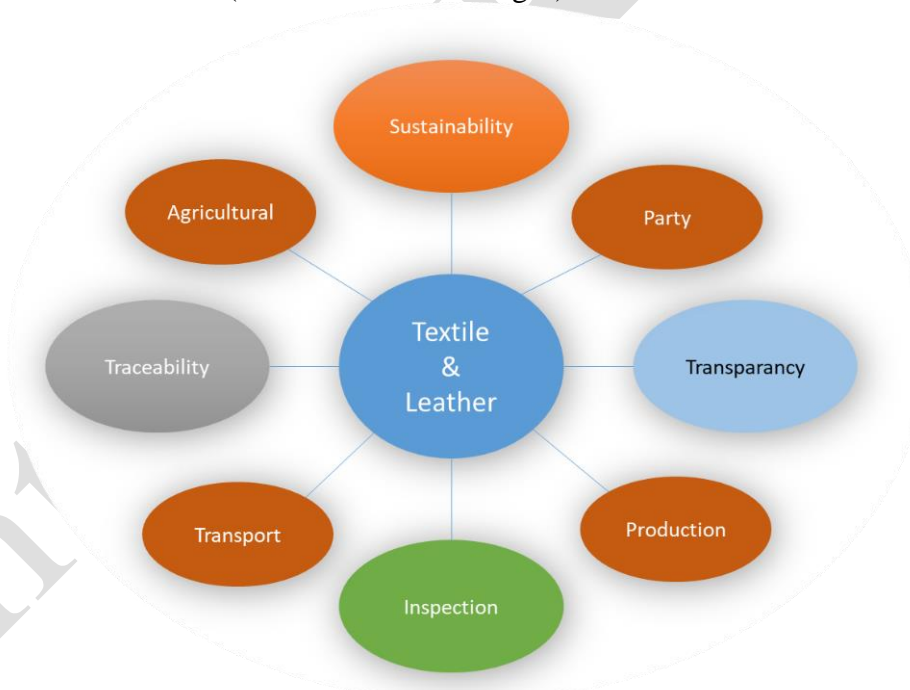 Sustainability
Agricultural
Party
Textile
&
Leather
Traceability
Transparancy
Transport
Production
Inspection